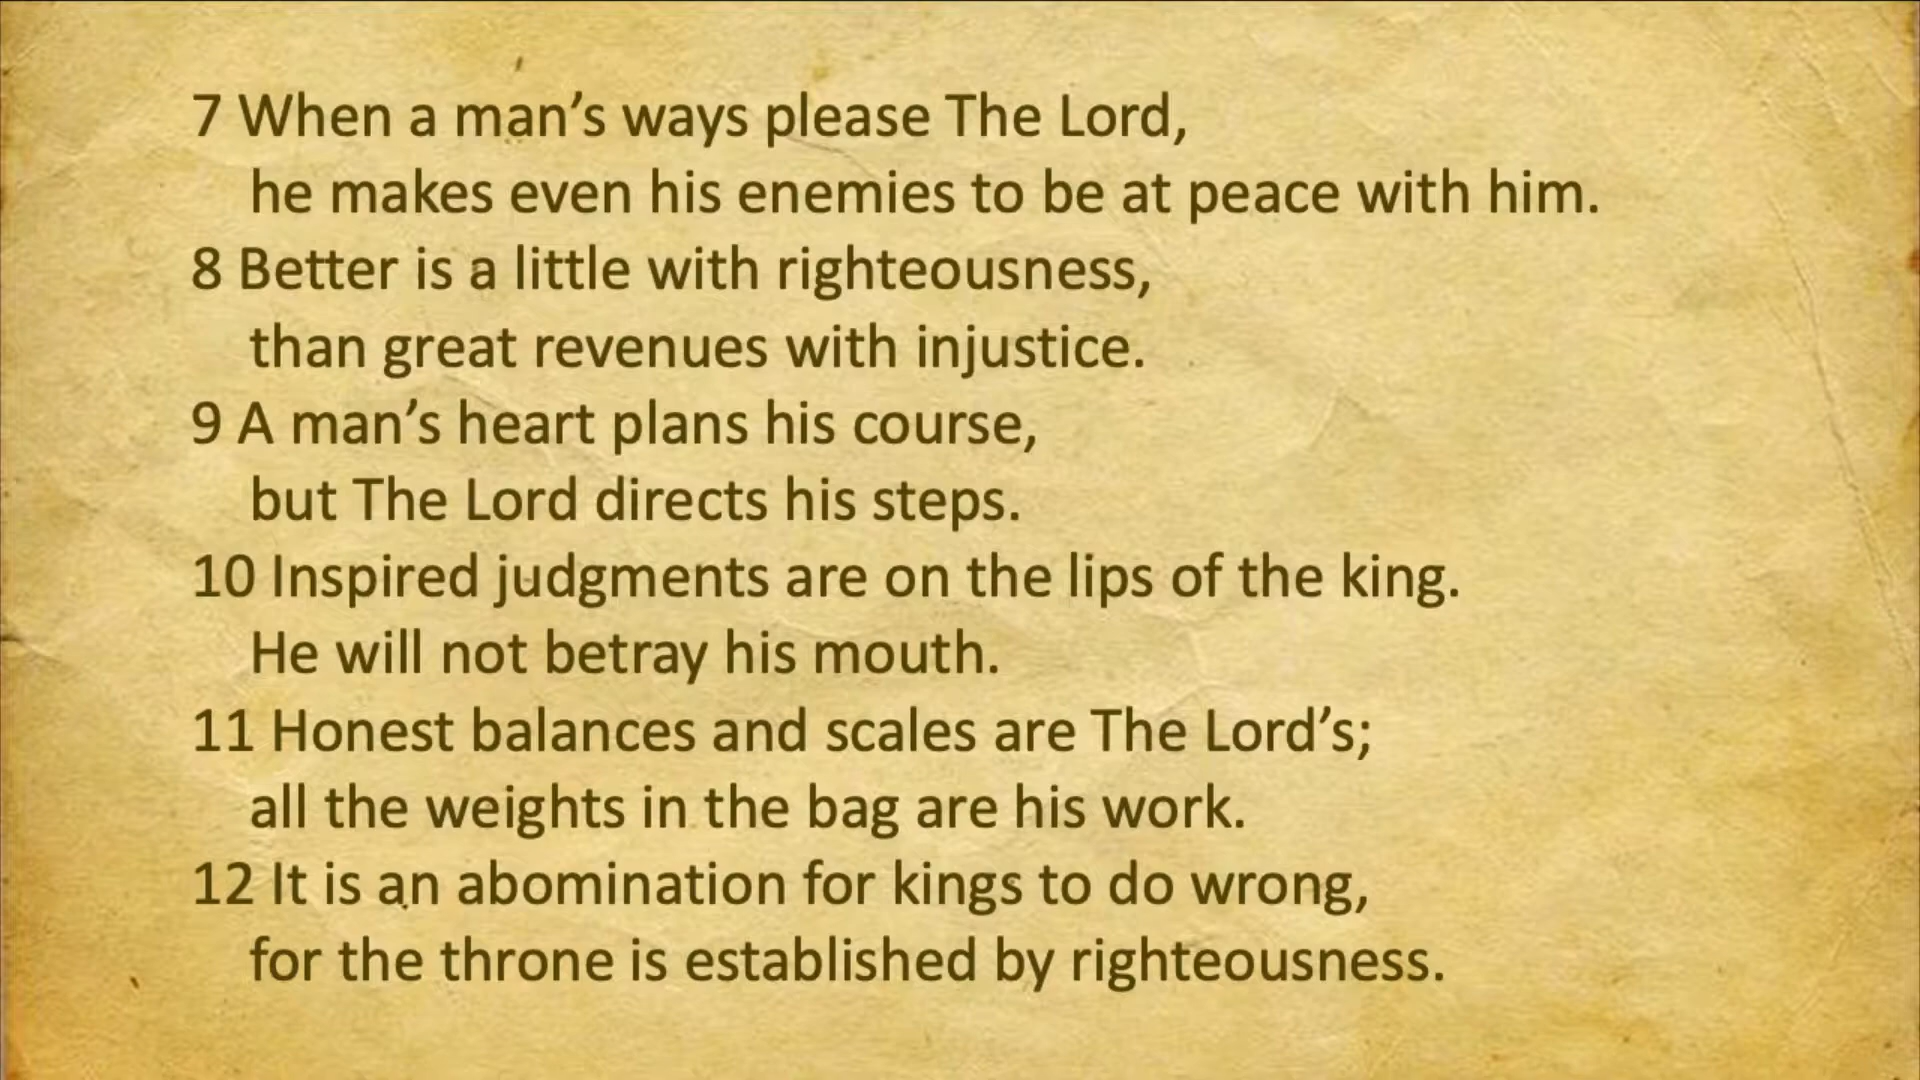 7 When a man’s ways please The Lord,
he makes even his enemies to be at peace with him.
8 Better is a little with righteousness,
than great revenues with injustice.
9 A man’s heart plans his course,
but The Lord directs his steps.
10 Inspired judgments are on the lips of the king.
He will not betray his mouth.
11 Honest balances and scales are The Lord’s;
all the weights in the bag are his work.
12 It is an abomination for kings to do wrong,
for the throne is established by righteousness.